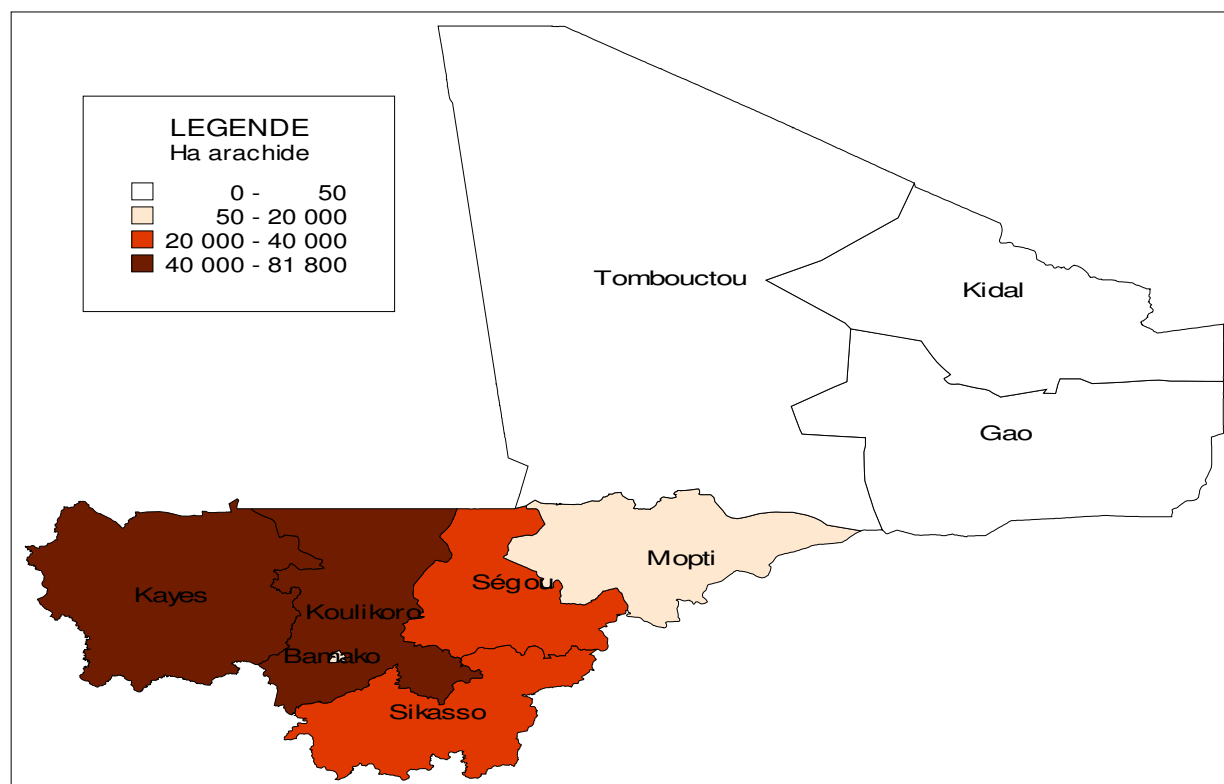 LEGENDE
Ha arachide
0 - 50
50 - 20 000
20 000 - 40 000
40 000 - 81 800
Tombouctou
Kidal
Gao
Mopti
Ségou
Kayes
Koulikoro
Bamako
Sikasso